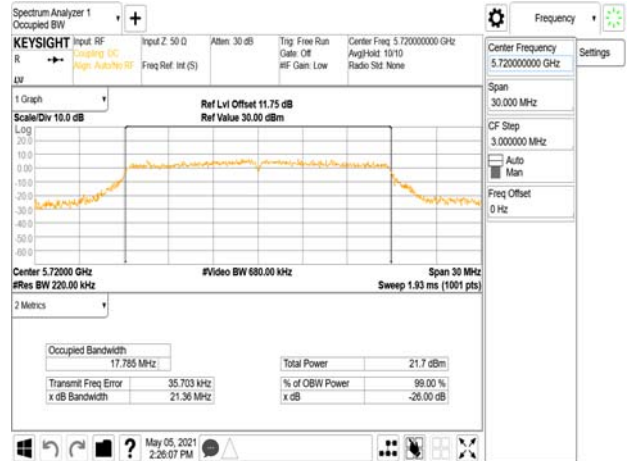 Spectrum Analyzer 1
Occupied BW
Frequency
KEYSIGHT
Input: RF
Coupling: DC
Align: Auto/No RF
Input Z: 50 Ω
Freq Ref: Int (S)
Atten: 30 dB
Trig: Free Run
Gate: Off
#IF Gain: Low
Center Freq: 5.720000000 GHz
Avg|Hold: 10/10
Radio Std: None
R
LXI
Center Frequency
5.720000000 GHz
Settings
Span
30.000 MHz
CF Step
3.000000 MHz
Auto
Man
Freq Offset
0 Hz
1 Graph
Scale/Div 10.0 dB
Ref Lvl Offset 11.75 dB
Ref Value 30.00 dBm
Log
20.0
10.0
0.00
-10.0
-20.0
-30.0
-40.0
-50.0
-60.0
Center 5.72000 GHz
#Res BW 220.00 kHz
#Video BW 680.00 kHz
Span 30 MHz
Sweep 1.93 ms (1001 pts)
2 Metrics
Occupied Bandwidth
17.785 MHz
Total Power 21.7 dBm
Transmit Freq Error 35.703 kHz
% of OBW Power 99.00 %
x dB Bandwidth 21.36 MHz
x dB -26.00 dB
May 05, 2021
2:26:07 PM